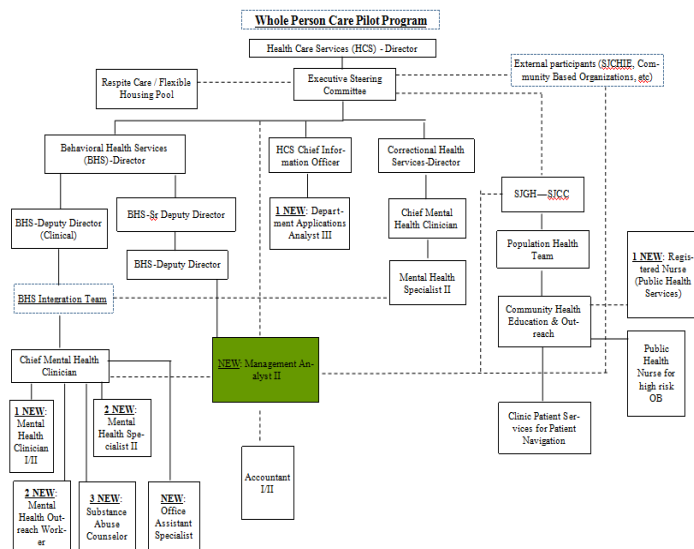 Whole Person Care Pilot Program
Health Care Services (HCS) - Director
External participants (SJCHIE, Com-
munity Based Organizations, etc)
Respite Care / Flexible
Housing Pool
Executive Steering
Committee
Behavioral Health Services
(BHS)-Director
HCS Chief Infor-
mation Officer
Correctional Health
Services-Director
SJGH—SJCC
BHS-Deputy Director
(Clinical)
BHS-Sr Deputy Director
1 NEW: Depart-
ment Applications
Analyst III
Chief Mental
Health Clinician
Population Health
Team
1 NEW: Regis-
tered Nurse
(Public Health
Services)
BHS-Deputy Director
Mental Health
Specialist II
BHS Integration Team
Community Health
Education & Out-
reach
Chief Mental Health
Clinician
NEW: Management An-
alyst II
Public
Health
Nurse for
high risk
OB
1 NEW:
Mental
Health
Clinician
I/II
2 NEW:
Mental
Health Spe-
cialist II
Clinic Patient Ser-
vices for Patient
Navigation
Accountant
I/II
2 NEW:
Mental
Health Out-
reach Work-
er
3 NEW:
Substance
Abuse
Counselor
NEW:
Office
Assistant
Specialist